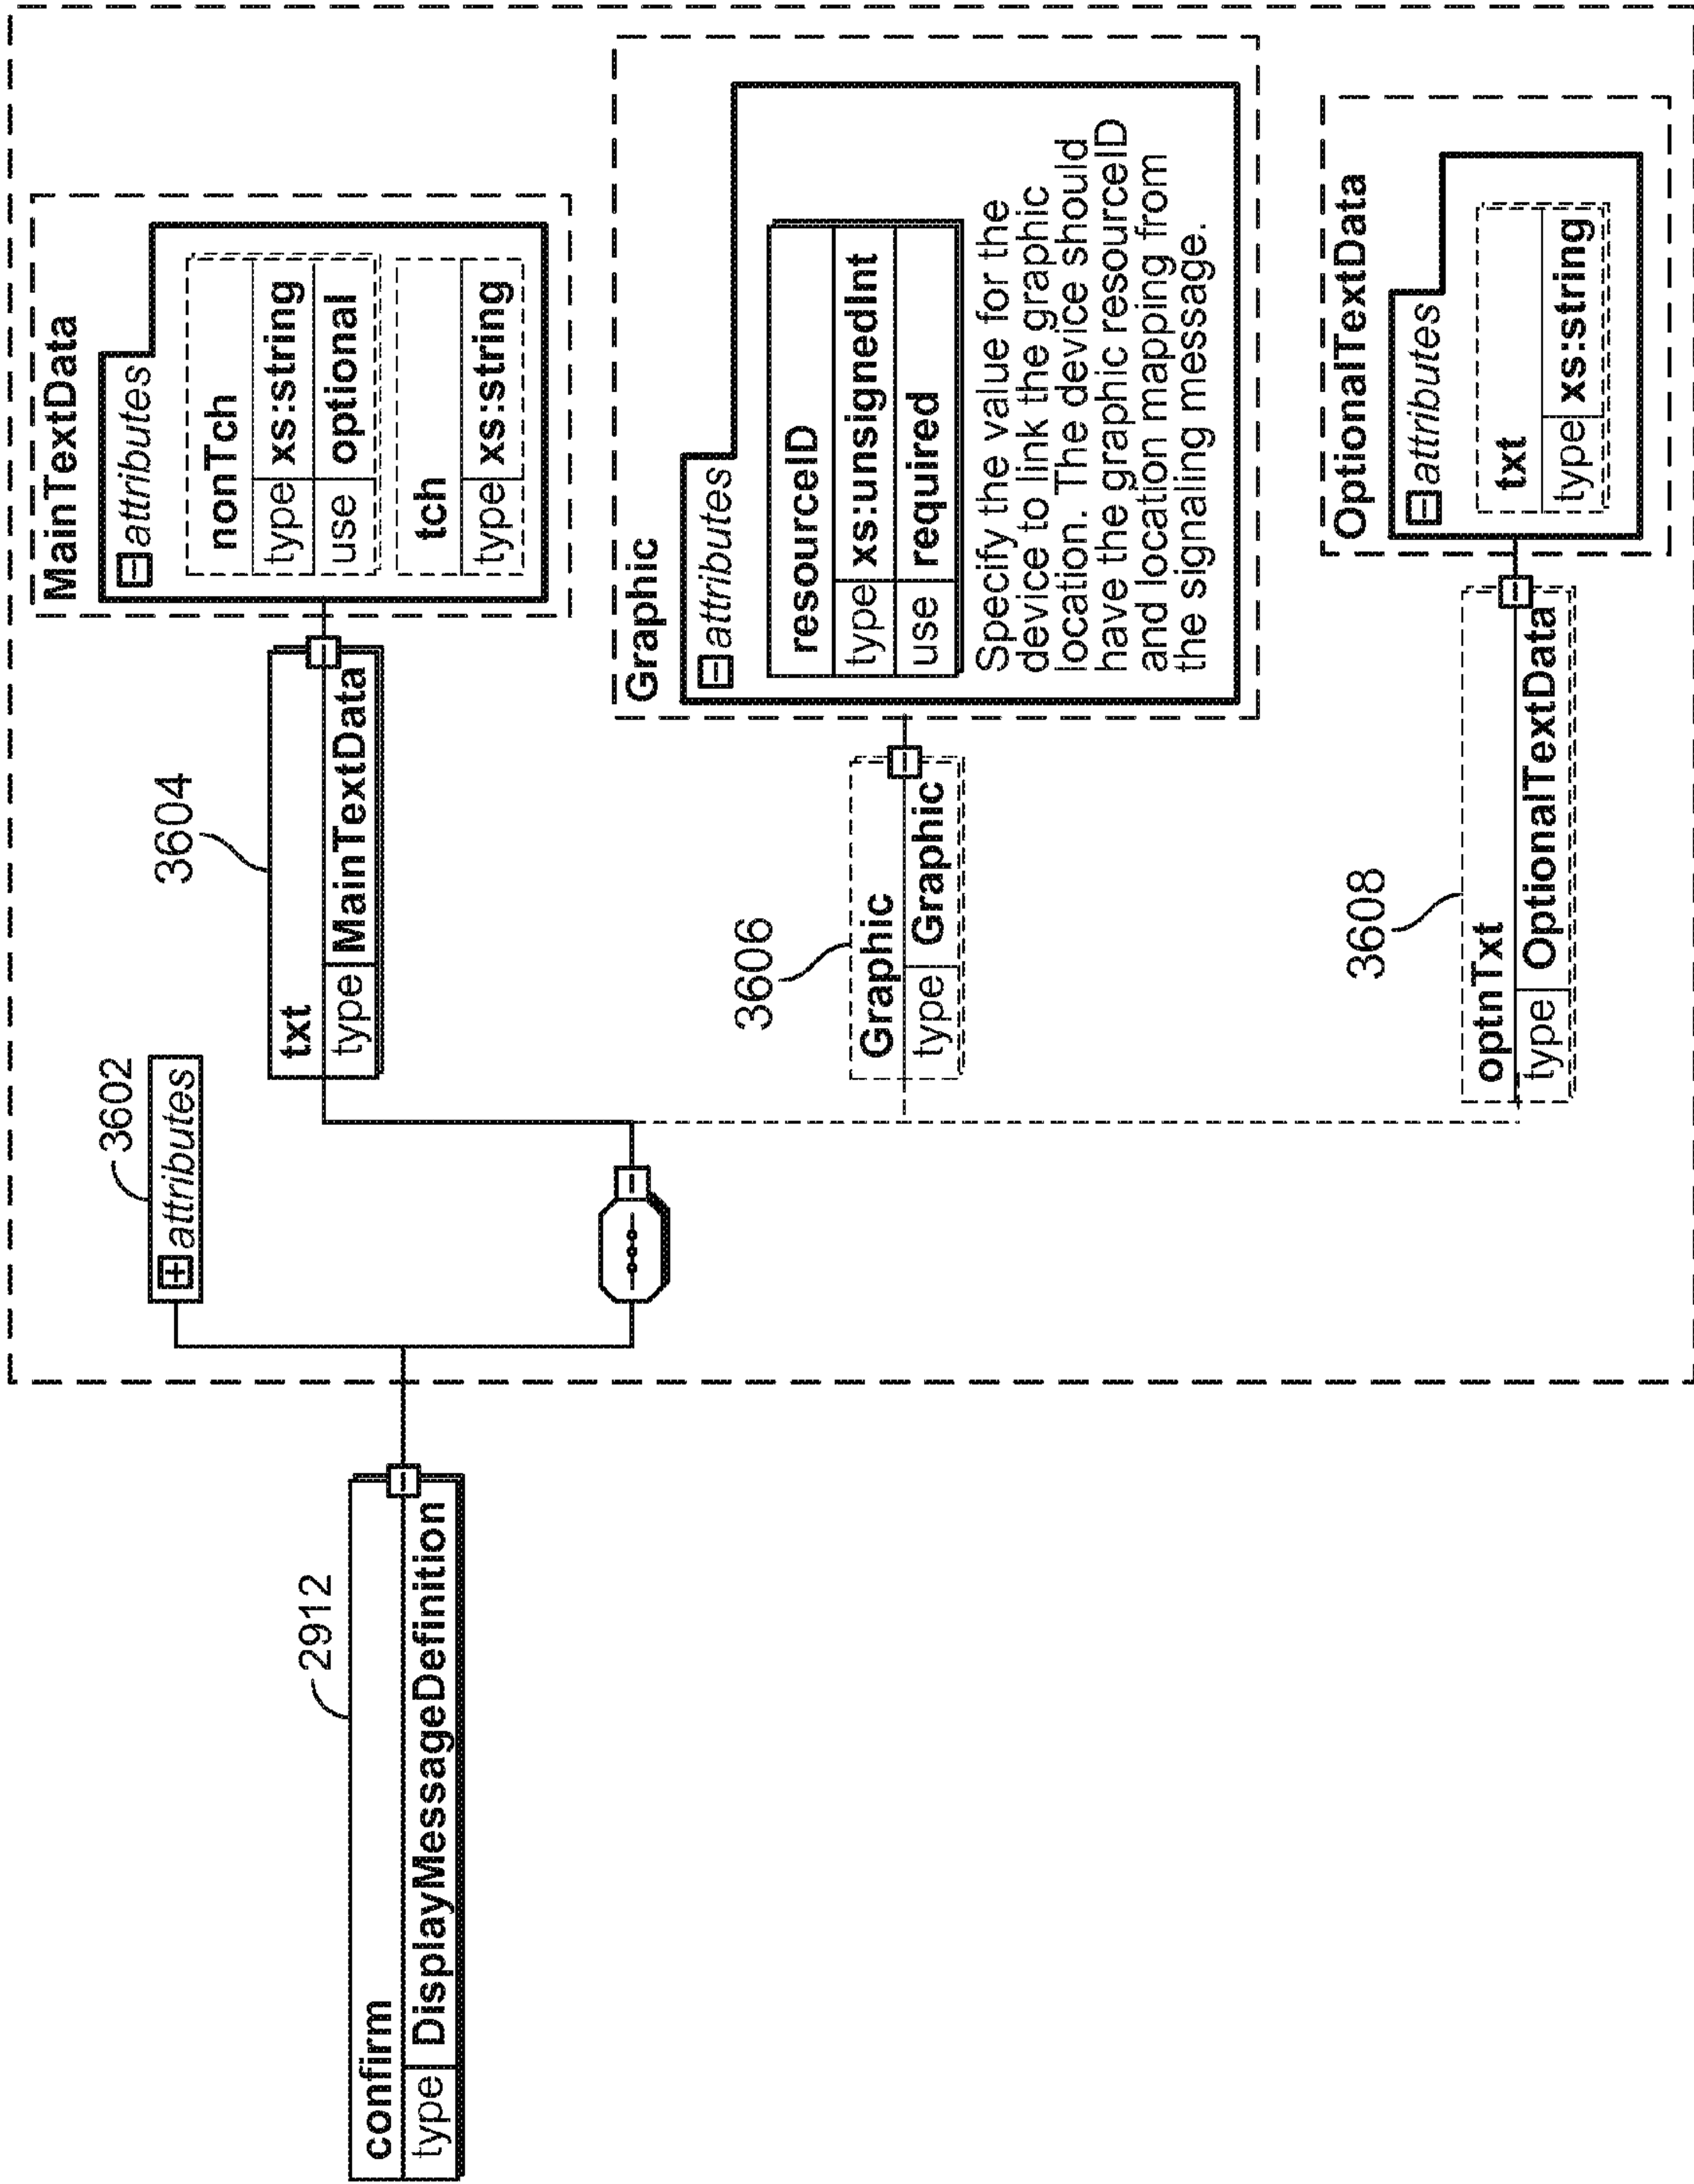 2912
confirm
type DisplayMessageDefinition
3602
attributes
3604
txt
type MainTextData
MainTextData
attributes
nonTch
type xs:string
use optional
tch
type xs:string
3606
Graphic
type Graphic
Graphic
attributes
resourceID
type xs:unsignedInt
use required
Specify the value for the
device to link the graphic
location. The device should
have the graphic resourceID
and location mapping from
the signaling message.
3608
optnTxt
type OptionalTextData
OptionalTextData
attributes
txt
type xs:string